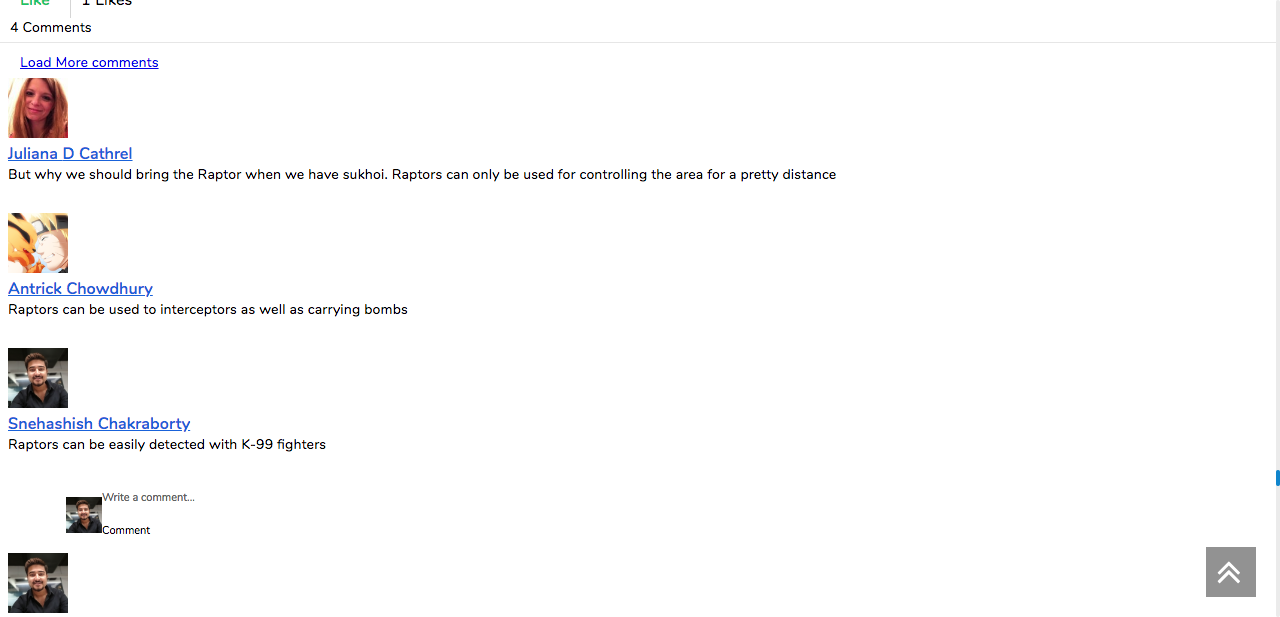 Like 1 Likes
4 Comments
Load More comments
Juliana D Cathrel
But why we should bring the Raptor when we have sukhoi. Raptors can only be used for controlling the area for a pretty distance
Antrick Chowdhury
Raptors can be used to interceptors as well as carrying bombs
Snehashish Chakraborty
Raptors can be easily detected with K-99 fighters
Write a comment...
Comment